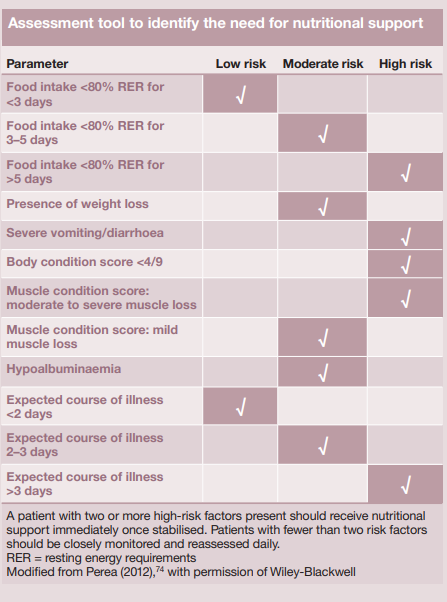 Assessment tool to identify the need for nutritional support
Parameter Low risk Moderate risk High risk
Food intake <80% RER for
<3 days √
Food intake <80% RER for
3–5 days √
Food intake <80% RER for
>5 days √
Presence of weight loss √
Severe vomiting/diarrhoea √
Body condition score <4/9 √
Muscle condition score:
moderate to severe muscle loss √
Muscle condition score: mild
muscle loss √
Hypoalbuminaemia √
Expected course of illness
<2 days √
Expected course of illness
2–3 days √
Expected course of illness
>3 days √
A patient with two or more high-risk factors present should receive nutritional
support immediately once stabilised. Patients with fewer than two risk factors
should be closely monitored and reassessed daily.
RER = resting energy requirements
Modified from Perea (2012),74 with permission of Wiley-Blackwell